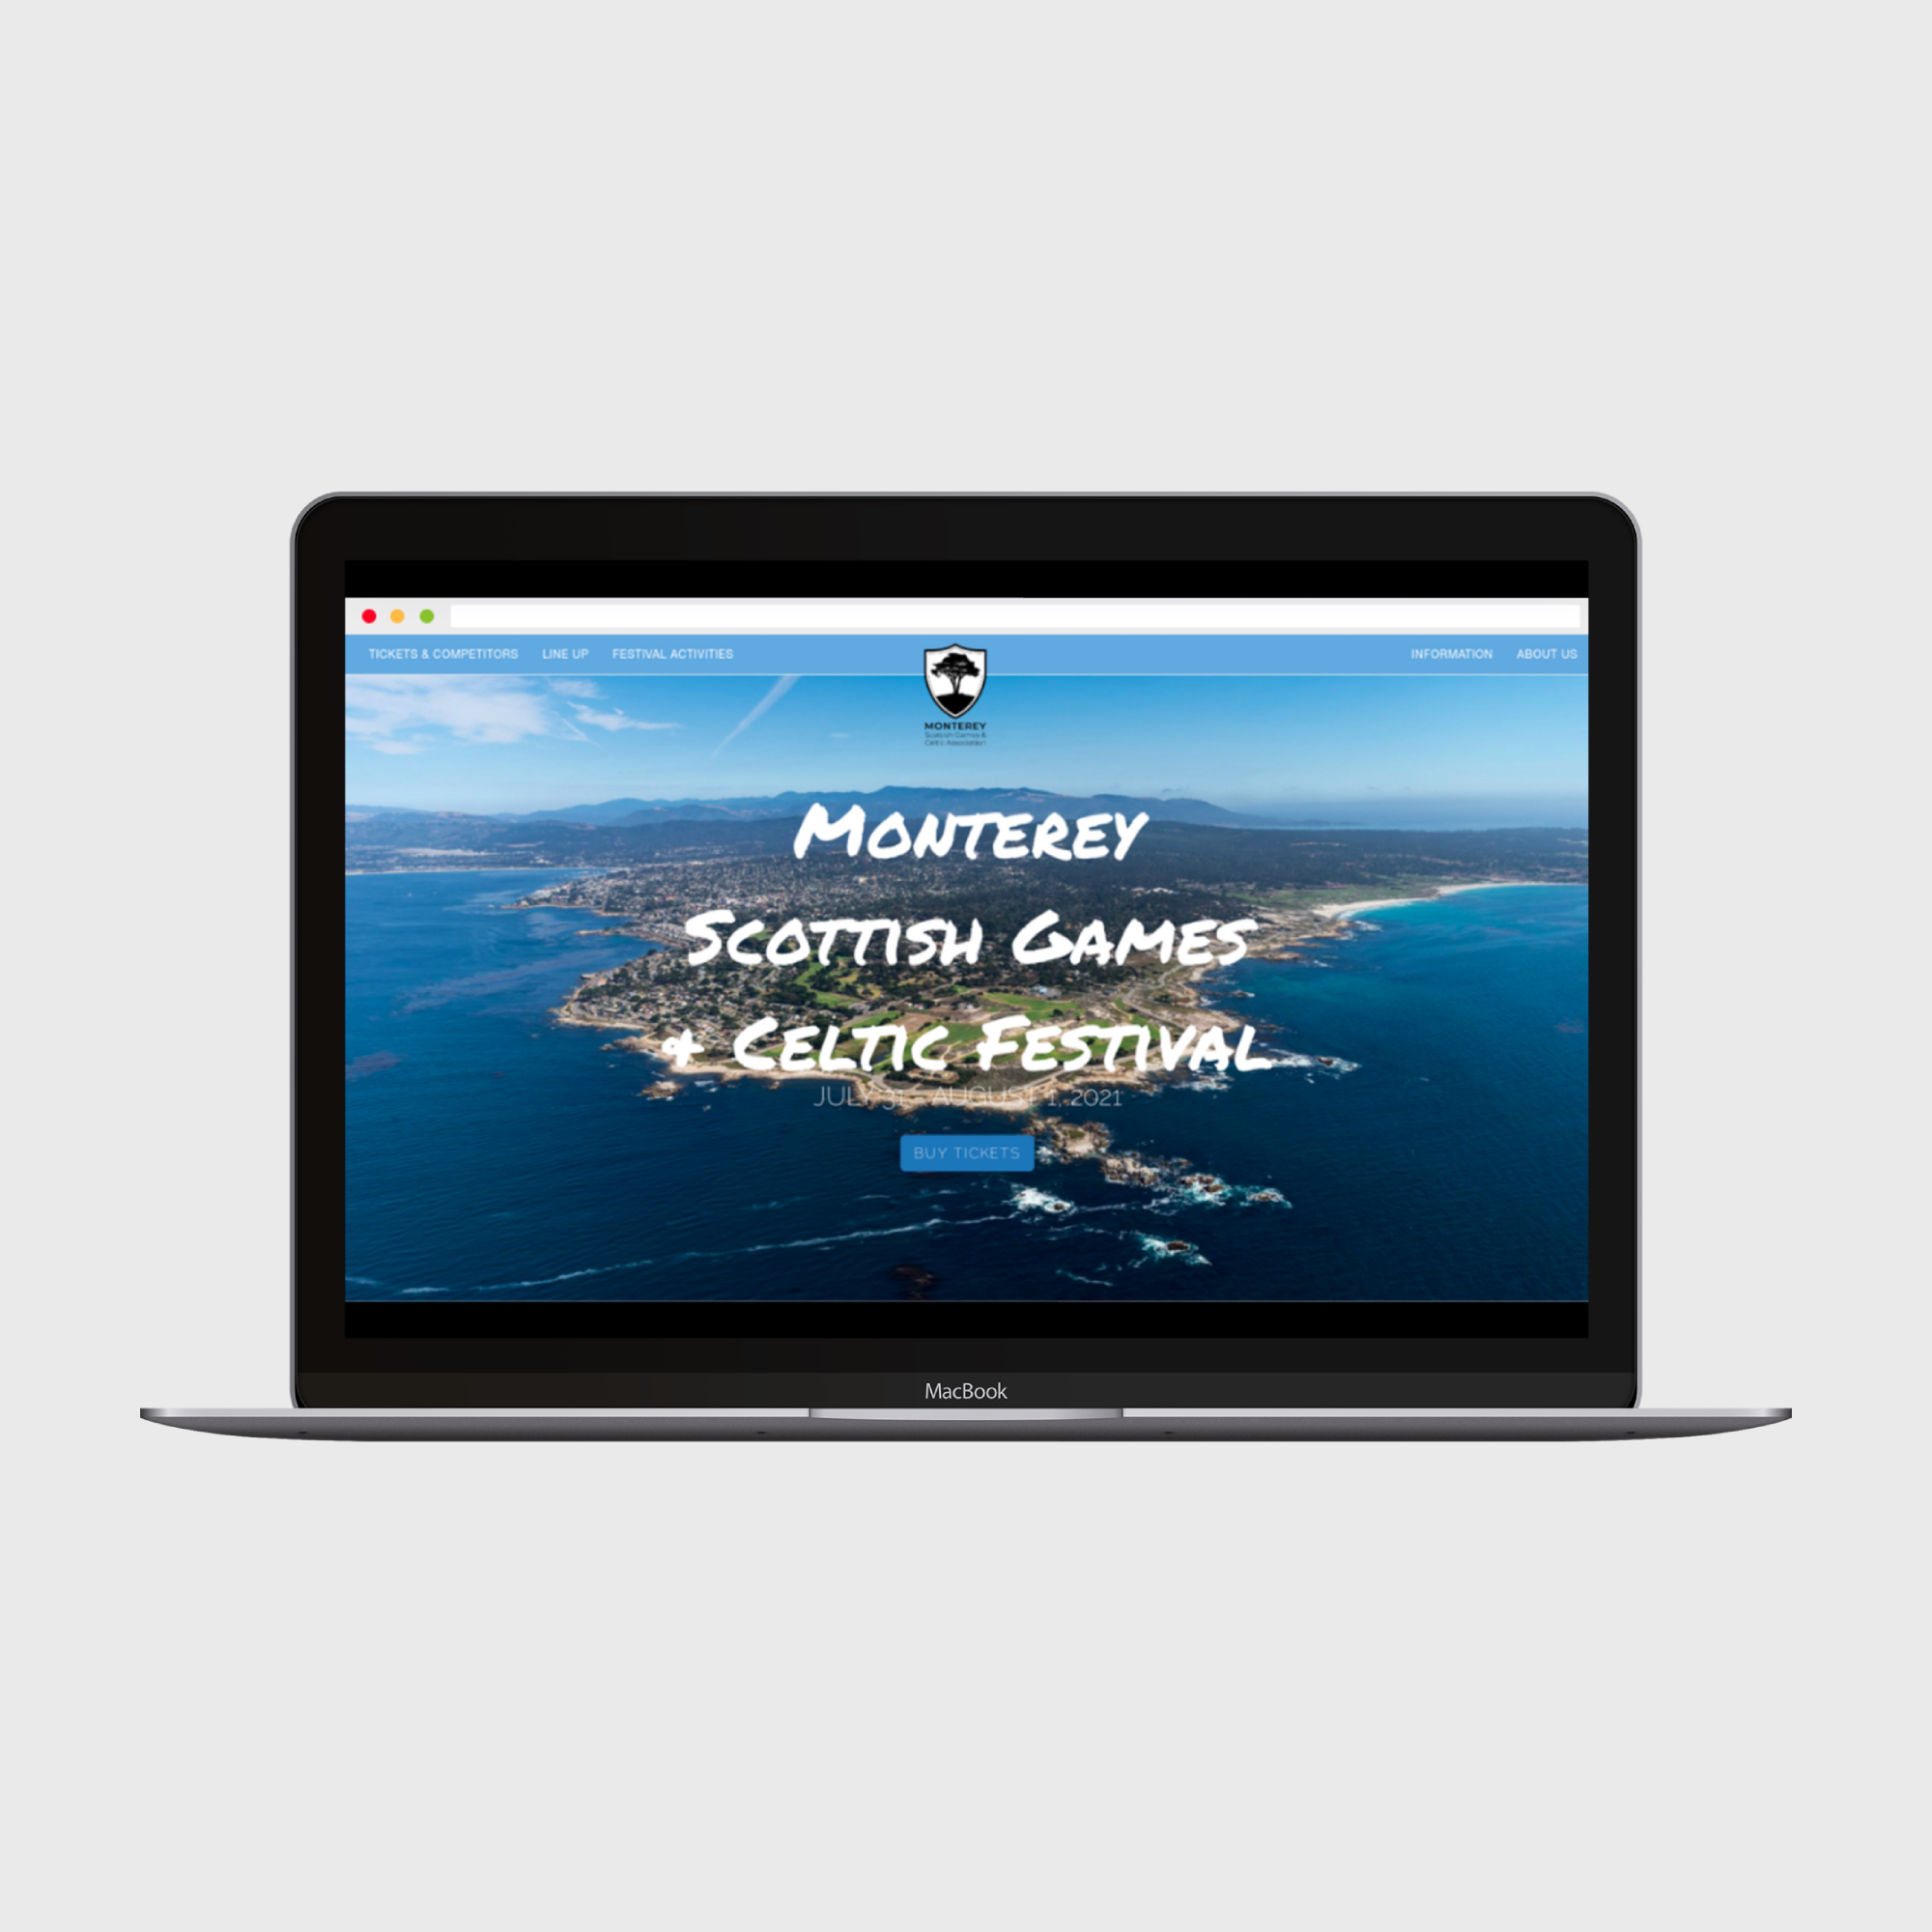 TICKETS & COMPETITORS LINE UP FESTIVAL ACTIVITIES INFORMATION ABOUT US
MONTEREY
Scottish Games &
Celtic Association
MONTEREY
SCOTTISH GAMES
& CELTIC FESTIVAL
JULY 31 - AUGUST 1, 2021
BUY TICKETS
MacBook